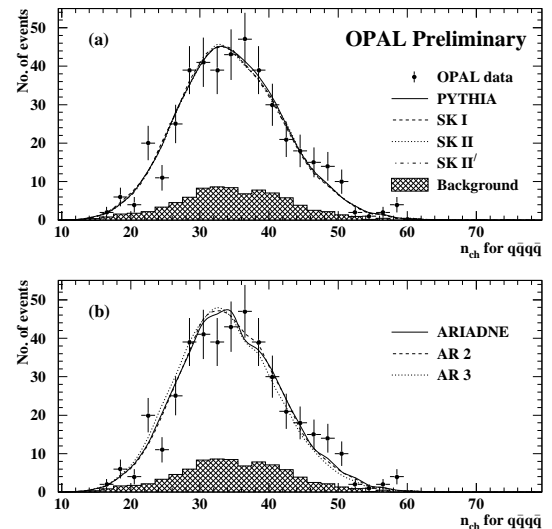 No. of events
50
40
30
20
10
0
(a)
OPAL Preliminary
OPAL data
PYTHIA
SK I
SK II
SK II′
Background
10 20 30 40 50 60 70
n_ch for qq̄qq̄
No. of events
50
40
30
20
10
0
(b)
ARIADNE
AR 2
AR 3
10 20 30 40 50 60 70
n_ch for qq̄qq̄